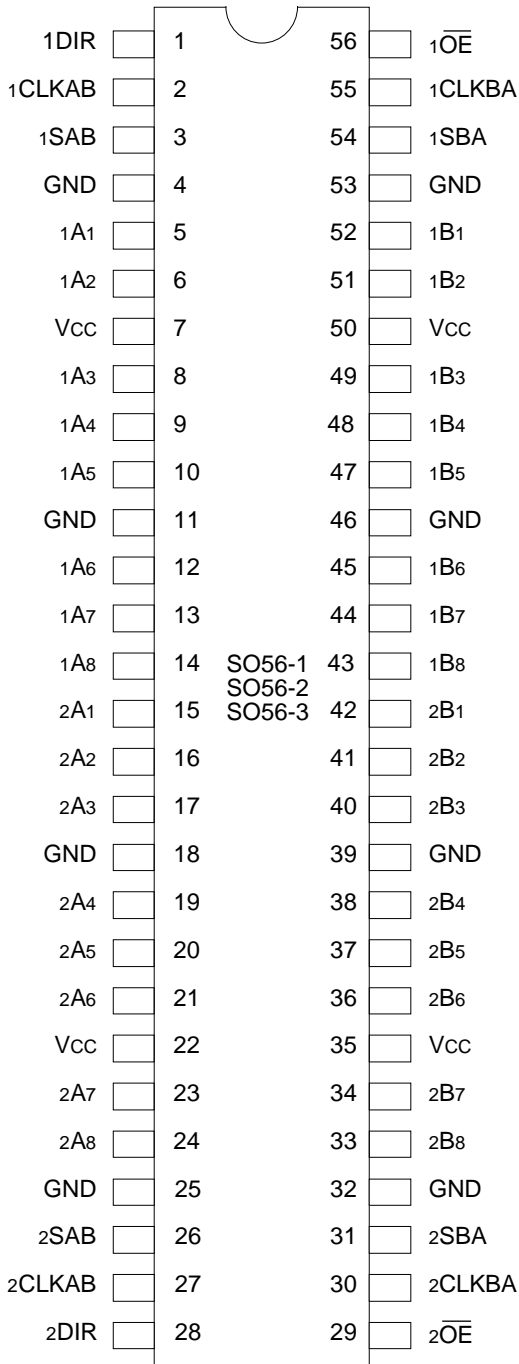 1DIR 1 56 1O̅E̅
1CLKAB 2 55 1CLKBA
1SAB 3 54 1SBA
GND 4 53 GND
1A1 5 52 1B1
1A2 6 51 1B2
VCC 7 50 VCC
1A3 8 49 1B3
1A4 9 48 1B4
1A5 10 47 1B5
GND 11 46 GND
1A6 12 45 1B6
1A7 13 44 1B7
1A8 14 SO56-1 43 1B8
SO56-2
2A1 15 SO56-3 42 2B1
2A2 16 41 2B2
2A3 17 40 2B3
GND 18 39 GND
2A4 19 38 2B4
2A5 20 37 2B5
2A6 21 36 2B6
VCC 22 35 VCC
2A7 23 34 2B7
2A8 24 33 2B8
GND 25 32 GND
2SAB 26 31 2SBA
2CLKAB 27 30 2CLKBA
2DIR 28 29 2O̅E̅